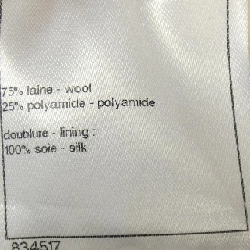 75% laine - wool
25% polyamide - polyamide
doublure - lining :
100% soie - silk
834517